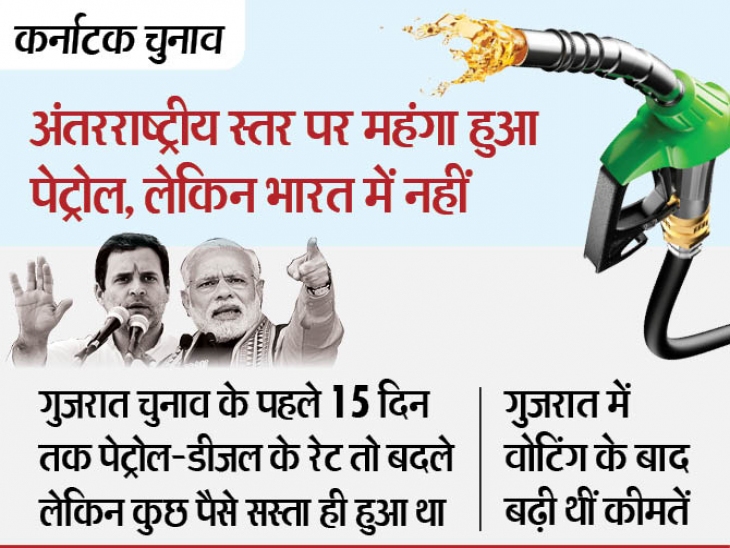 कर्नाटक चुनाव
अंतरराष्ट्रीय स्तर पर महंगा हुआ
पेट्रोल, लेकिन भारत में नहीं
गुजरात चुनाव के पहले 15 दिन
तक पेट्रोल-डीजल के रेट तो बदले
लेकिन कुछ पैसे सस्ता ही हुआ था
गुजरात में
वोटिंग के बाद
बढ़ी थीं कीमतें